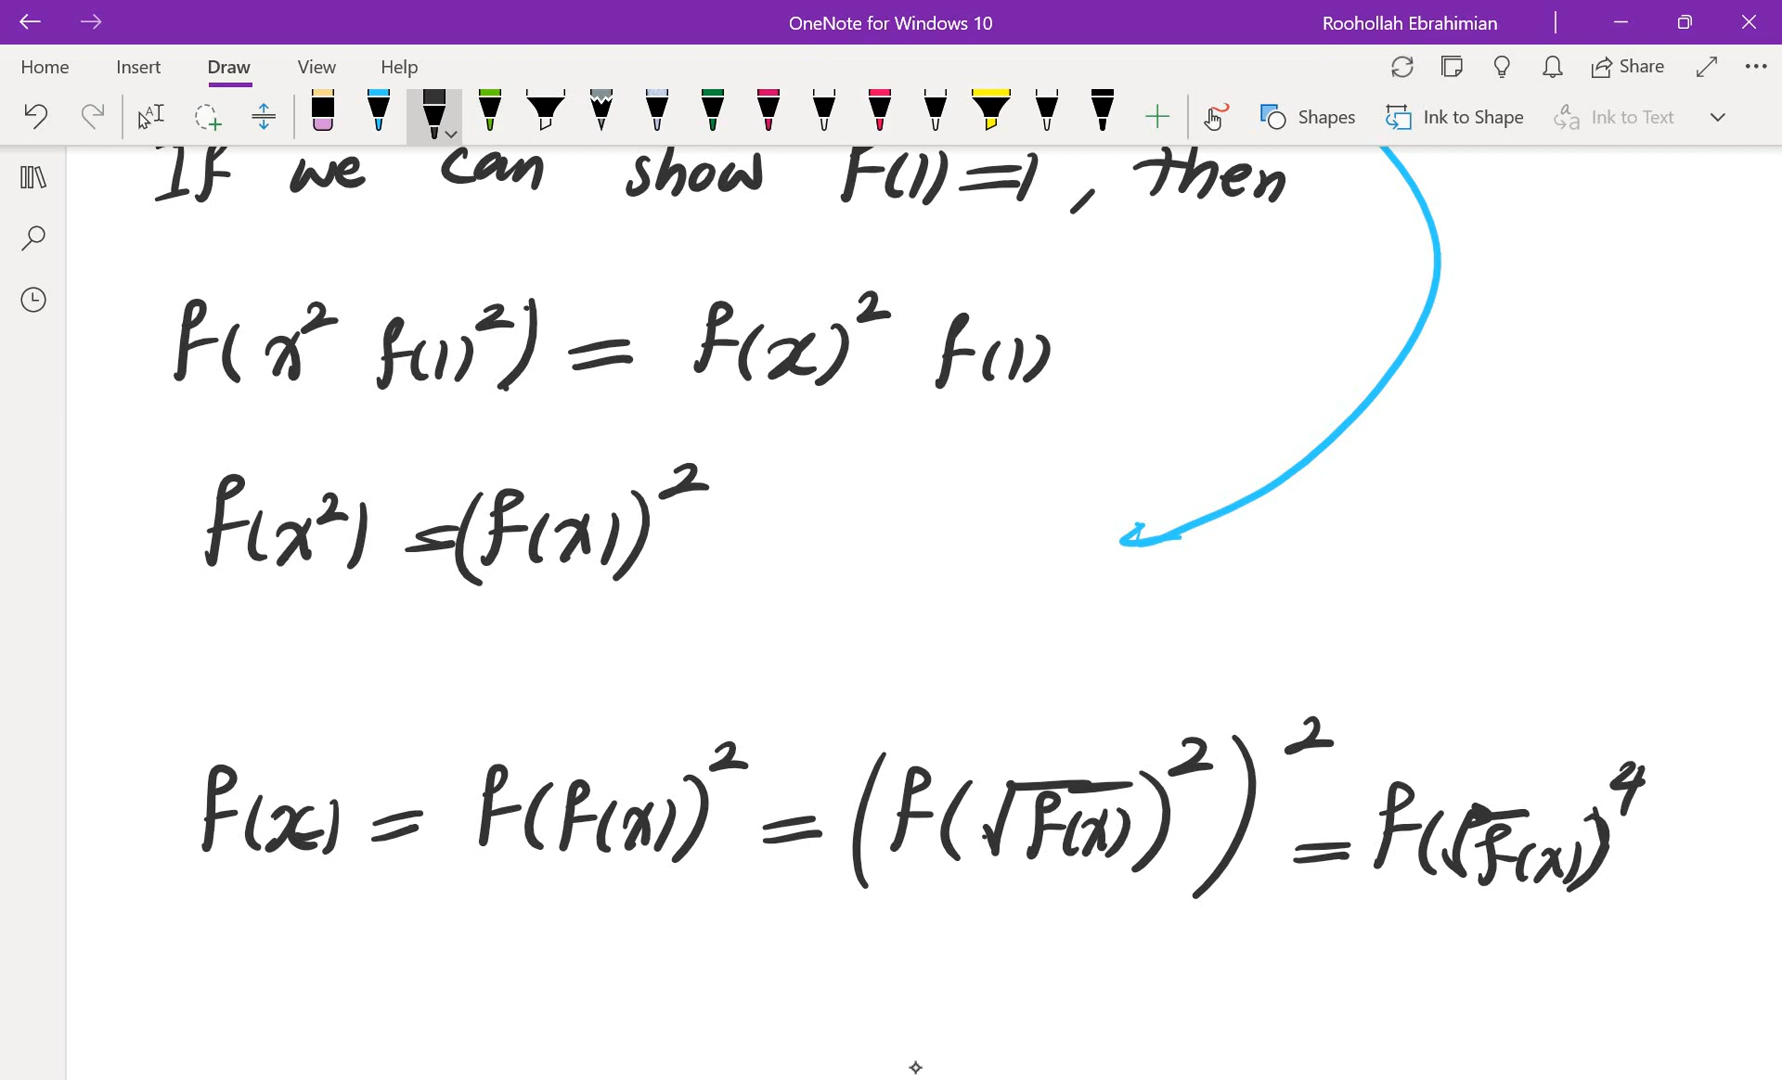 OneNote for Windows 10 Roohollah Ebrahimian
Home Insert Draw View Help Share
Shapes Ink to Shape Ink to Text
If we can show f(1)=1, then
f(x² f(1)²) = f(x)² f(1)
f(x²) =(f(x))²
f(x) = f(f(x))² = (f(√f(x))²)² = f(√f(x))⁴